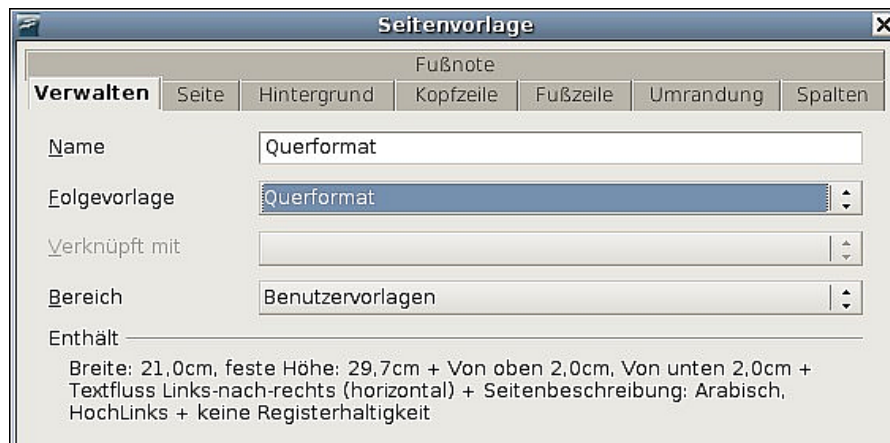 Seitenvorlage
Fußnote
Verwalten Seite Hintergrund Kopfzeile Fußzeile Umrandung Spalten
Name Querformat
Folgevorlage Querformat
Verknüpft mit
Bereich Benutzervorlagen
Enthält
Breite: 21,0cm, feste Höhe: 29,7cm + Von oben 2,0cm, Von unten 2,0cm +
Textfluss Links-nach-rechts (horizontal) + Seitenbeschreibung: Arabisch,
HochLinks + keine Registerhaltigkeit